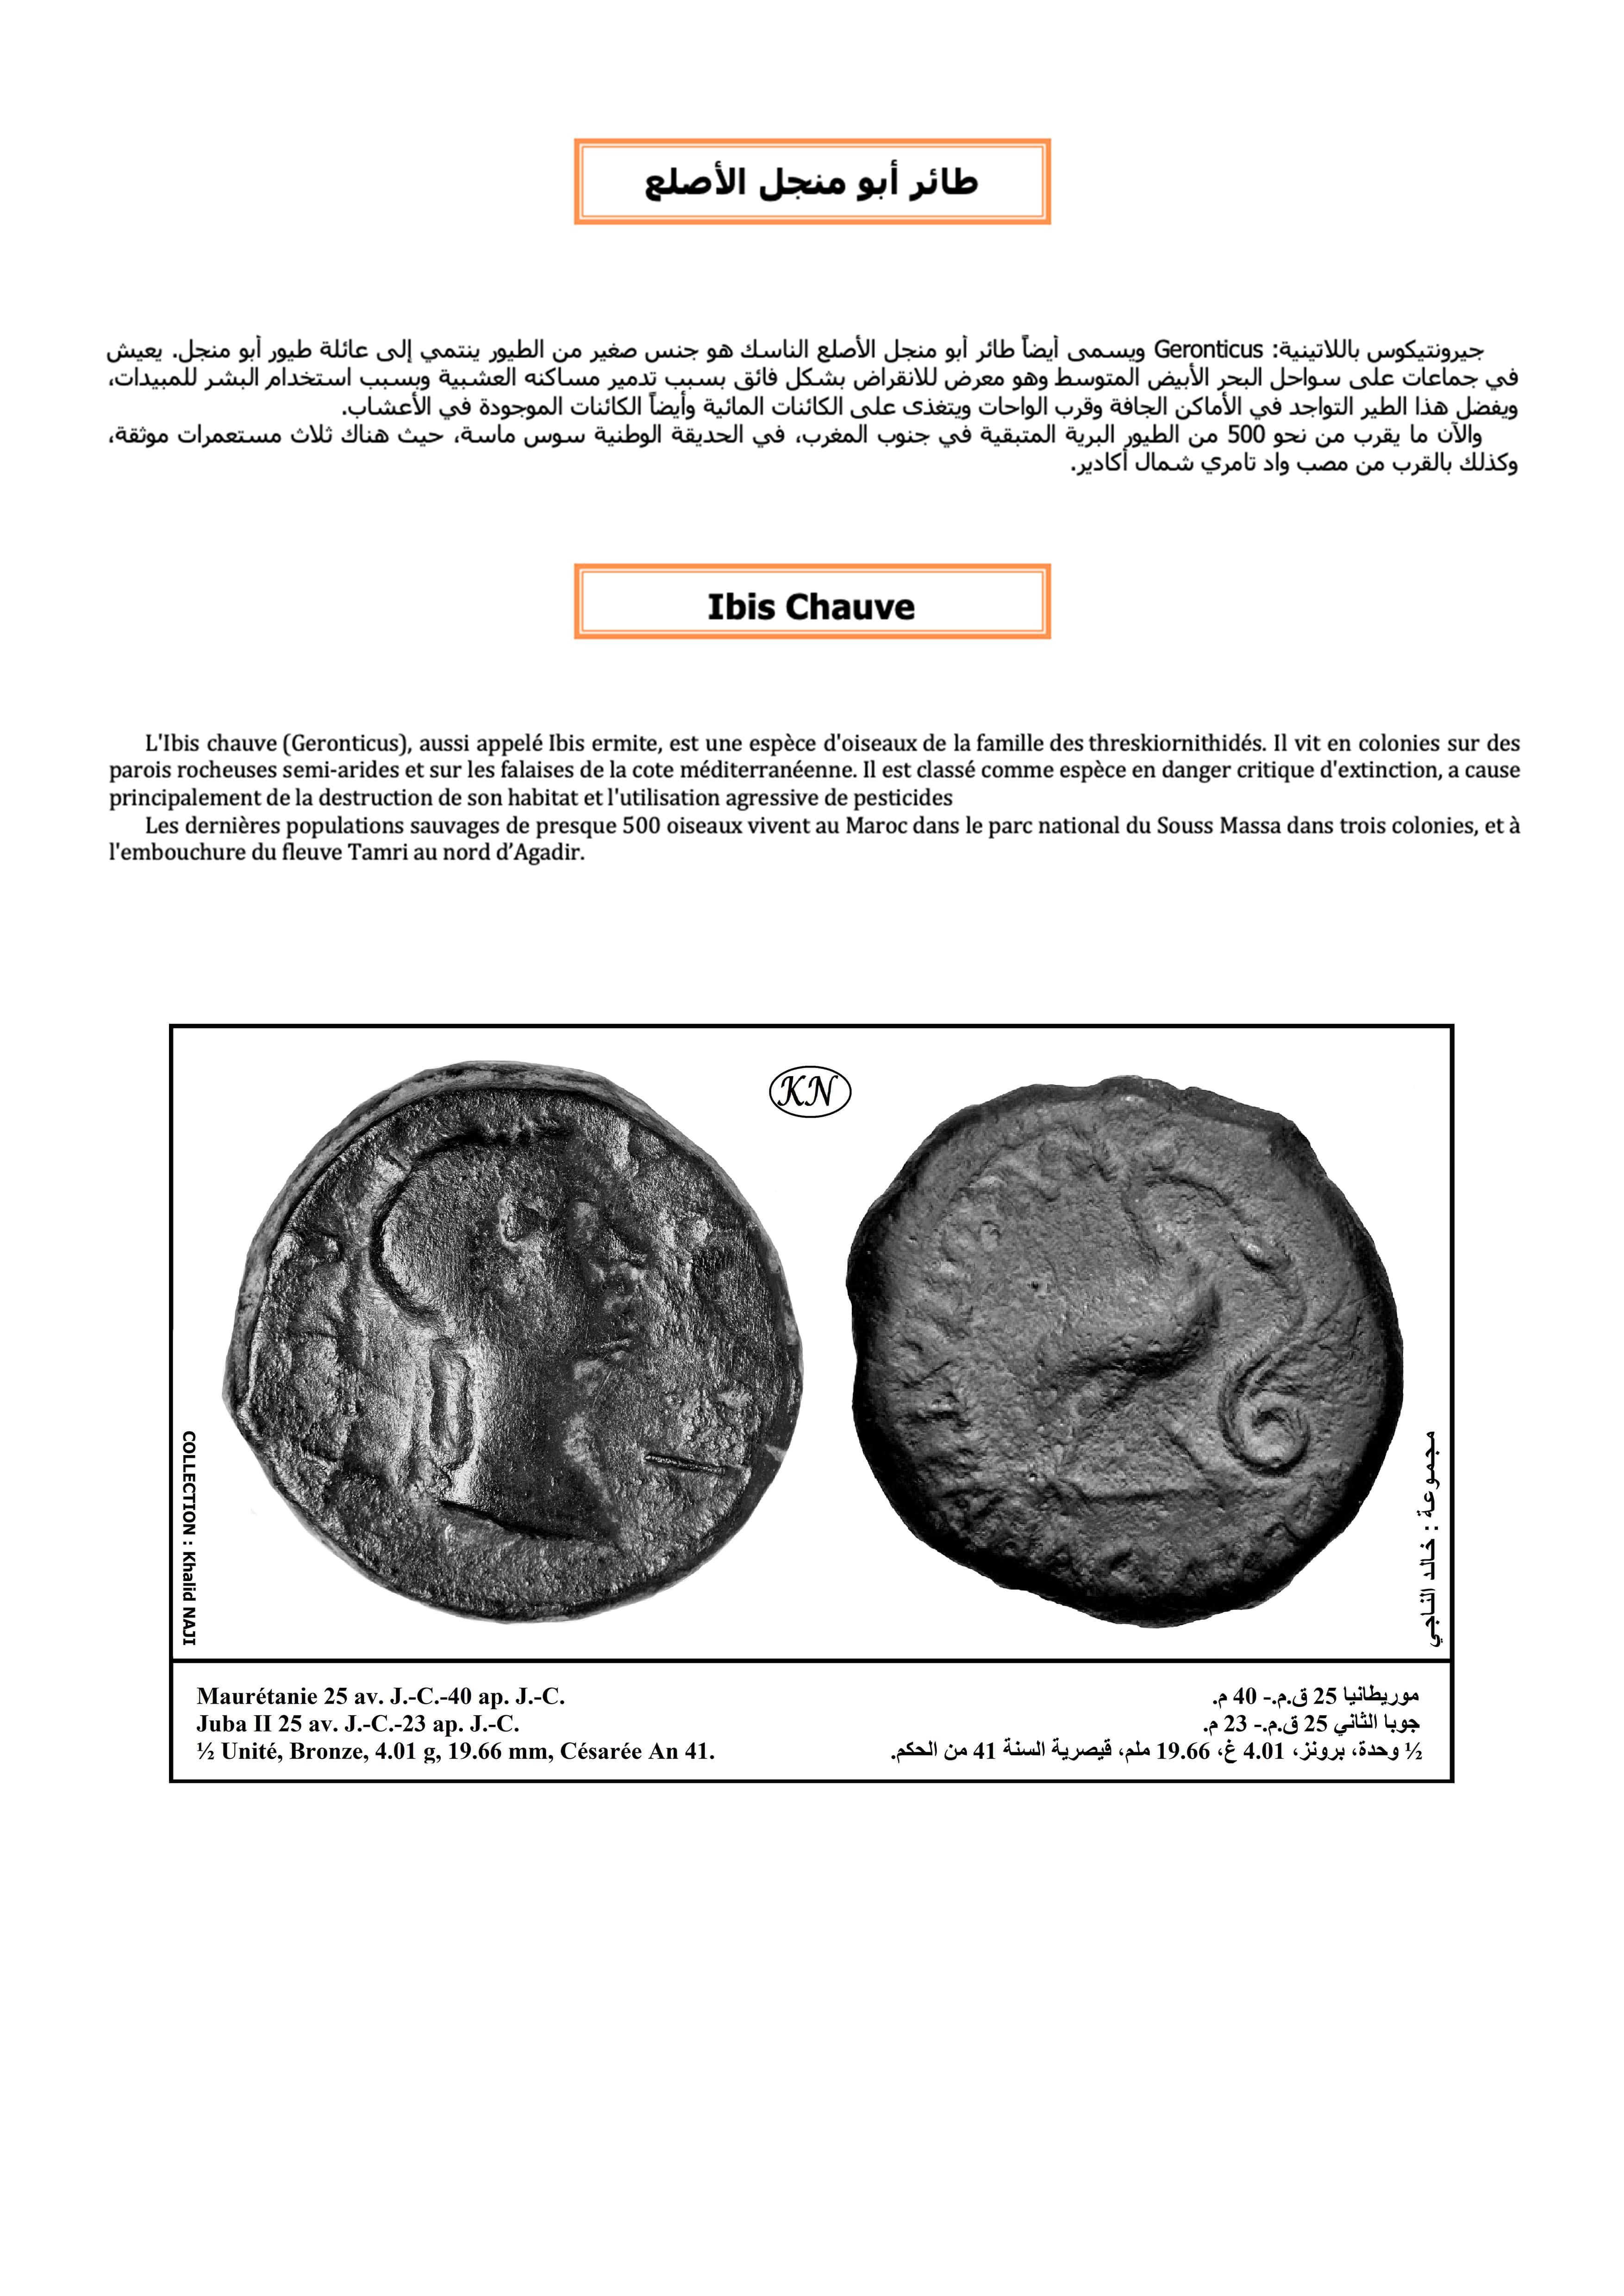 طائر أبو منجل الأصلع
جيرونتيكوس باللاتينية: Geronticus ويسمى أيضاً طائر أبو منجل الأصلع الناسك هو جنس صغير من الطيور ينتمي إلى عائلة طيور أبو منجل. يعيش
في جماعات على سواحل البحر الأبيض المتوسط وهو معرض للانقراض بشكل فائق بسبب تدمير مساكنه العشبية وبسبب استخدام البشر للمبيدات،
ويفضل هذا الطير التواجد في الأماكن الجافة وقرب الواحات ويتغذى على الكائنات المائية وأيضاً الكائنات الموجودة في الأعشاب.
والآن ما يقرب من نحو 500 من الطيور البرية المتبقية في جنوب المغرب، في الحديقة الوطنية سوس ماسة، حيث هناك ثلاث مستعمرات موثقة،
وكذلك بالقرب من مصب واد تامري شمال أكادير.
Ibis Chauve
L'Ibis chauve (Geronticus), aussi appelé Ibis ermite, est une espèce d'oiseaux de la famille des threskiornithidés. Il vit en colonies sur des
parois rocheuses semi-arides et sur les falaises de la cote méditerranéenne. Il est classé comme espèce en danger critique d'extinction, a cause
principalement de la destruction de son habitat et l'utilisation agressive de pesticides
Les dernières populations sauvages de presque 500 oiseaux vivent au Maroc dans le parc national du Souss Massa dans trois colonies, et à
l'embouchure du fleuve Tamri au nord d’Agadir.
KN
COLLECTION : Khalid NAJI
مجموعة : خالد الناجي
Maurétanie 25 av. J.-C.-40 ap. J.-C.
Juba II 25 av. J.-C.-23 ap. J.-C.
½ Unité, Bronze, 4.01 g, 19.66 mm, Césarée An 41.
موريطانيا 25 ق.م.- 40 م.
جوبا الثاني 25 ق.م.- 23 م.
½ وحدة، برونز، 4.01 غ، 19.66 ملم، قيصرية السنة 41 من الحكم.